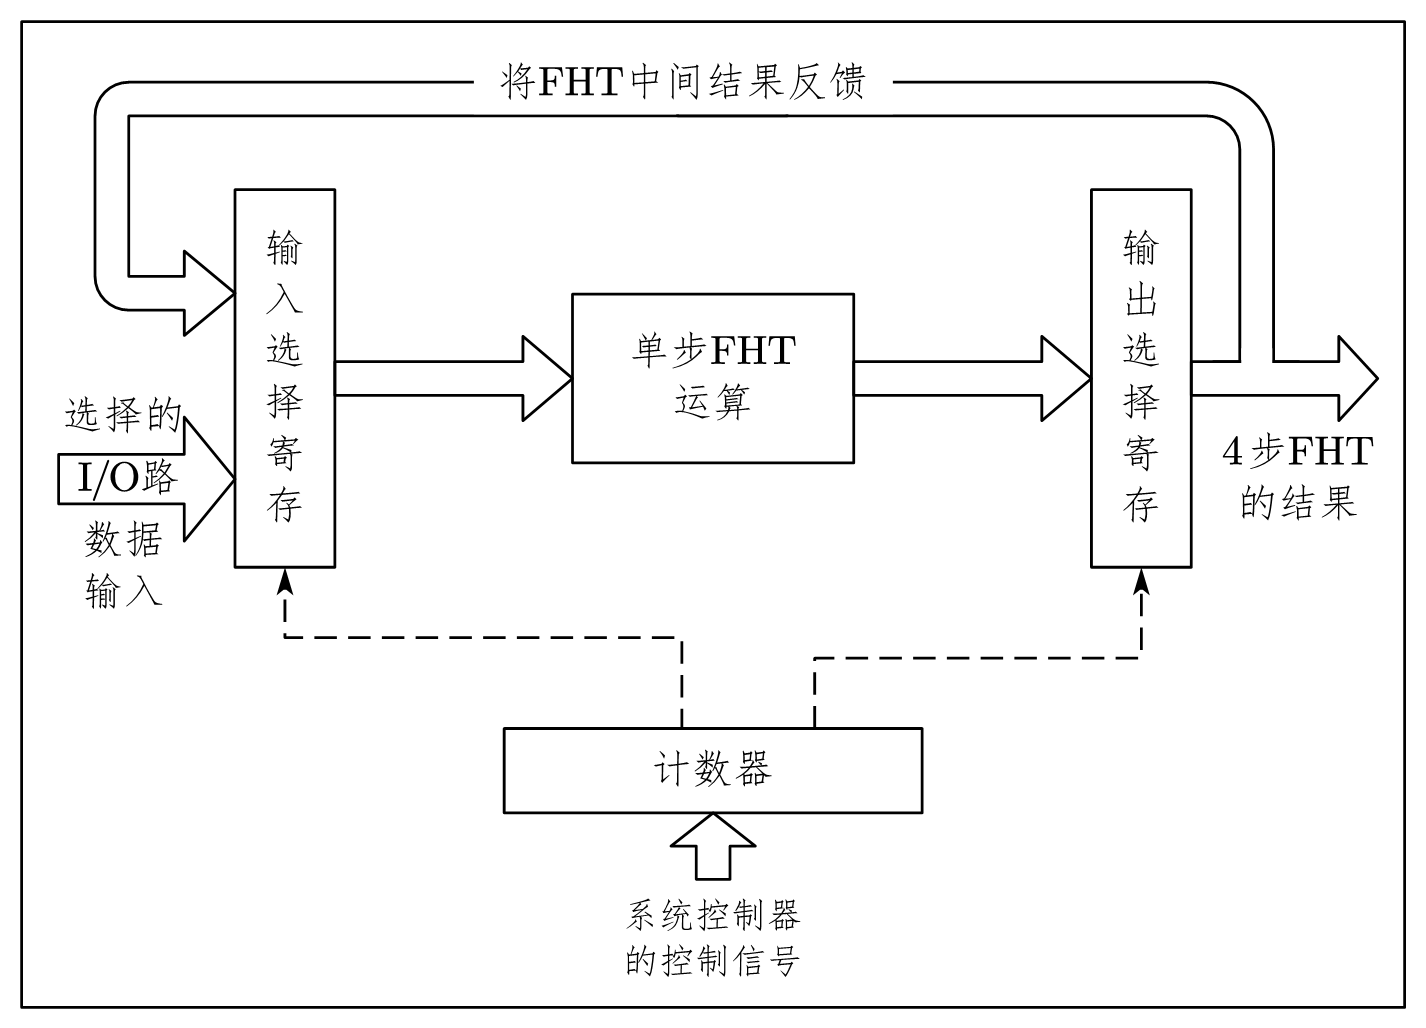 将FHT中间结果反馈
输入选择寄存
单步FHT
运算
输出选择寄存
选择的
I/O路
数据
输入
4步FHT
的结果
计数器
系统控制器
的控制信号